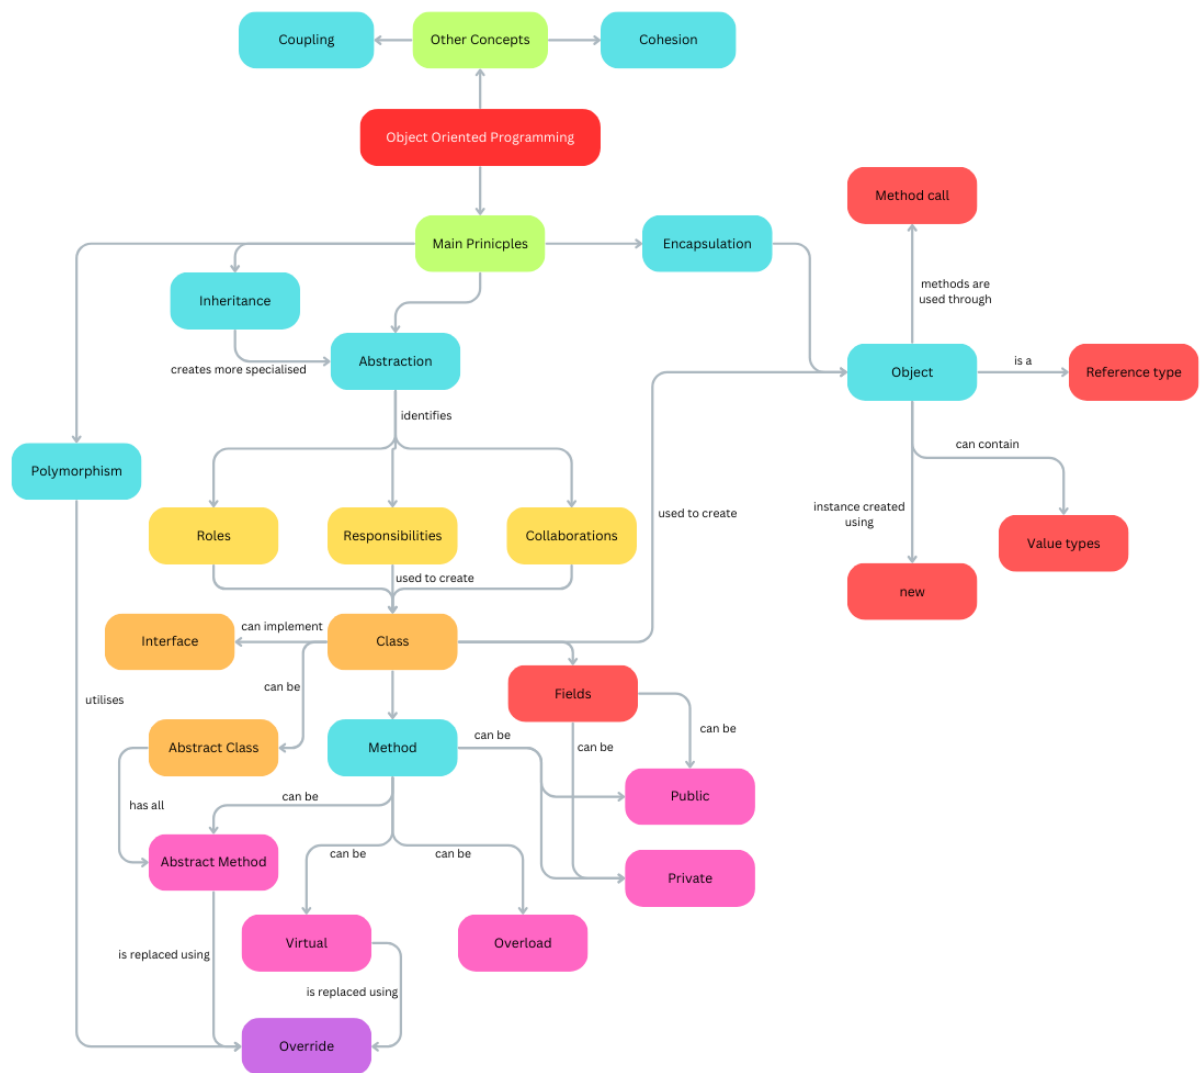 Coupling
Other Concepts
Cohesion
Object Oriented Programming
Method call
Main Prinicples
Encapsulation
methods are
used through
Inheritance
Abstraction
creates more specialised
Object
is a
Reference type
identifies
can contain
Polymorphism
Roles
Responsibilities
Collaborations
used to create
instance created
using
Value types
used to create
new
Interface
can implement
Class
can be
Fields
utilises
Abstract Class
Method
can be
can be
can be
has all
can be
Public
Abstract Method
can be
can be
Private
Virtual
Overload
is replaced using
is replaced using
Override